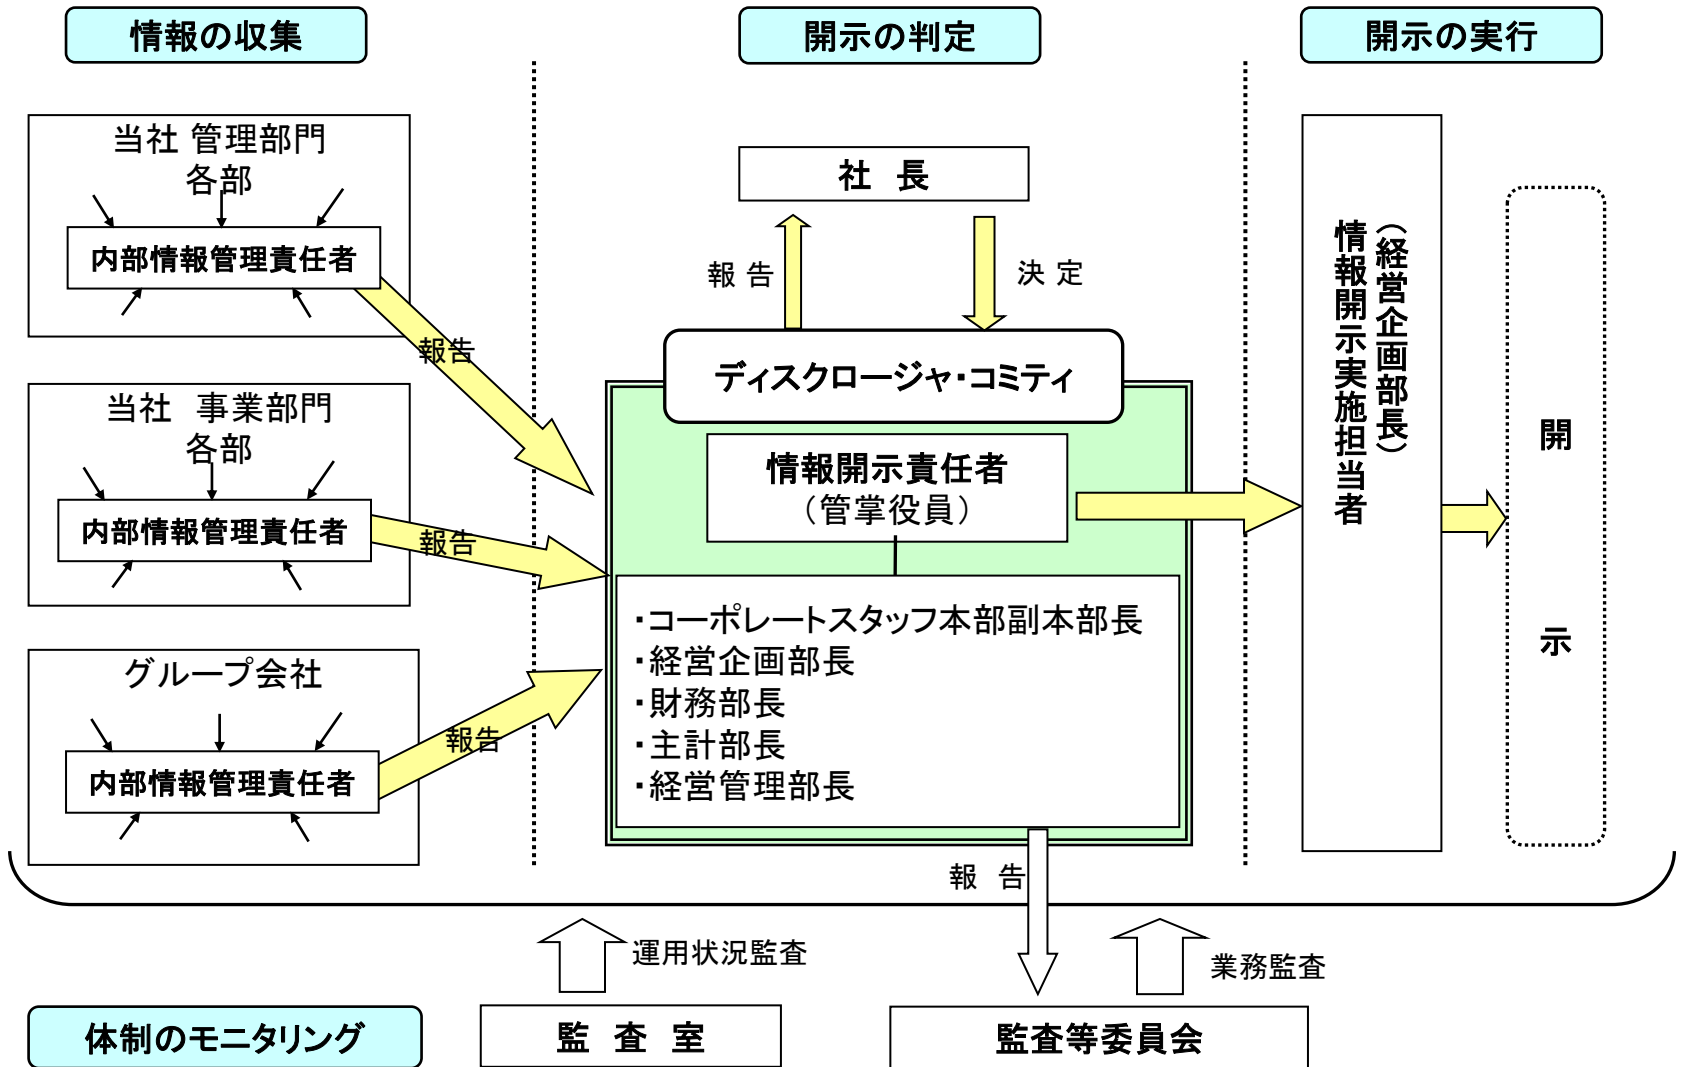 情報の収集
開示の判定
開示の実行
当社 管理部門
各部
内部情報管理責任者
報告
当社　事業部門
各部
内部情報管理責任者
報告
グループ会社
内部情報管理責任者
報告
社　長
報 告
決 定
ディスクロージャ・コミティ
情報開示責任者
（管掌役員）
・コーポレートスタッフ本部副本部長
・経営企画部長
・財務部長
・主計部長
・経営管理部長
（経営企画部長）
情報開示実施担当者
開　示
報　告
運用状況監査
業務監査
体制のモニタリング
監　査　室
監査等委員会